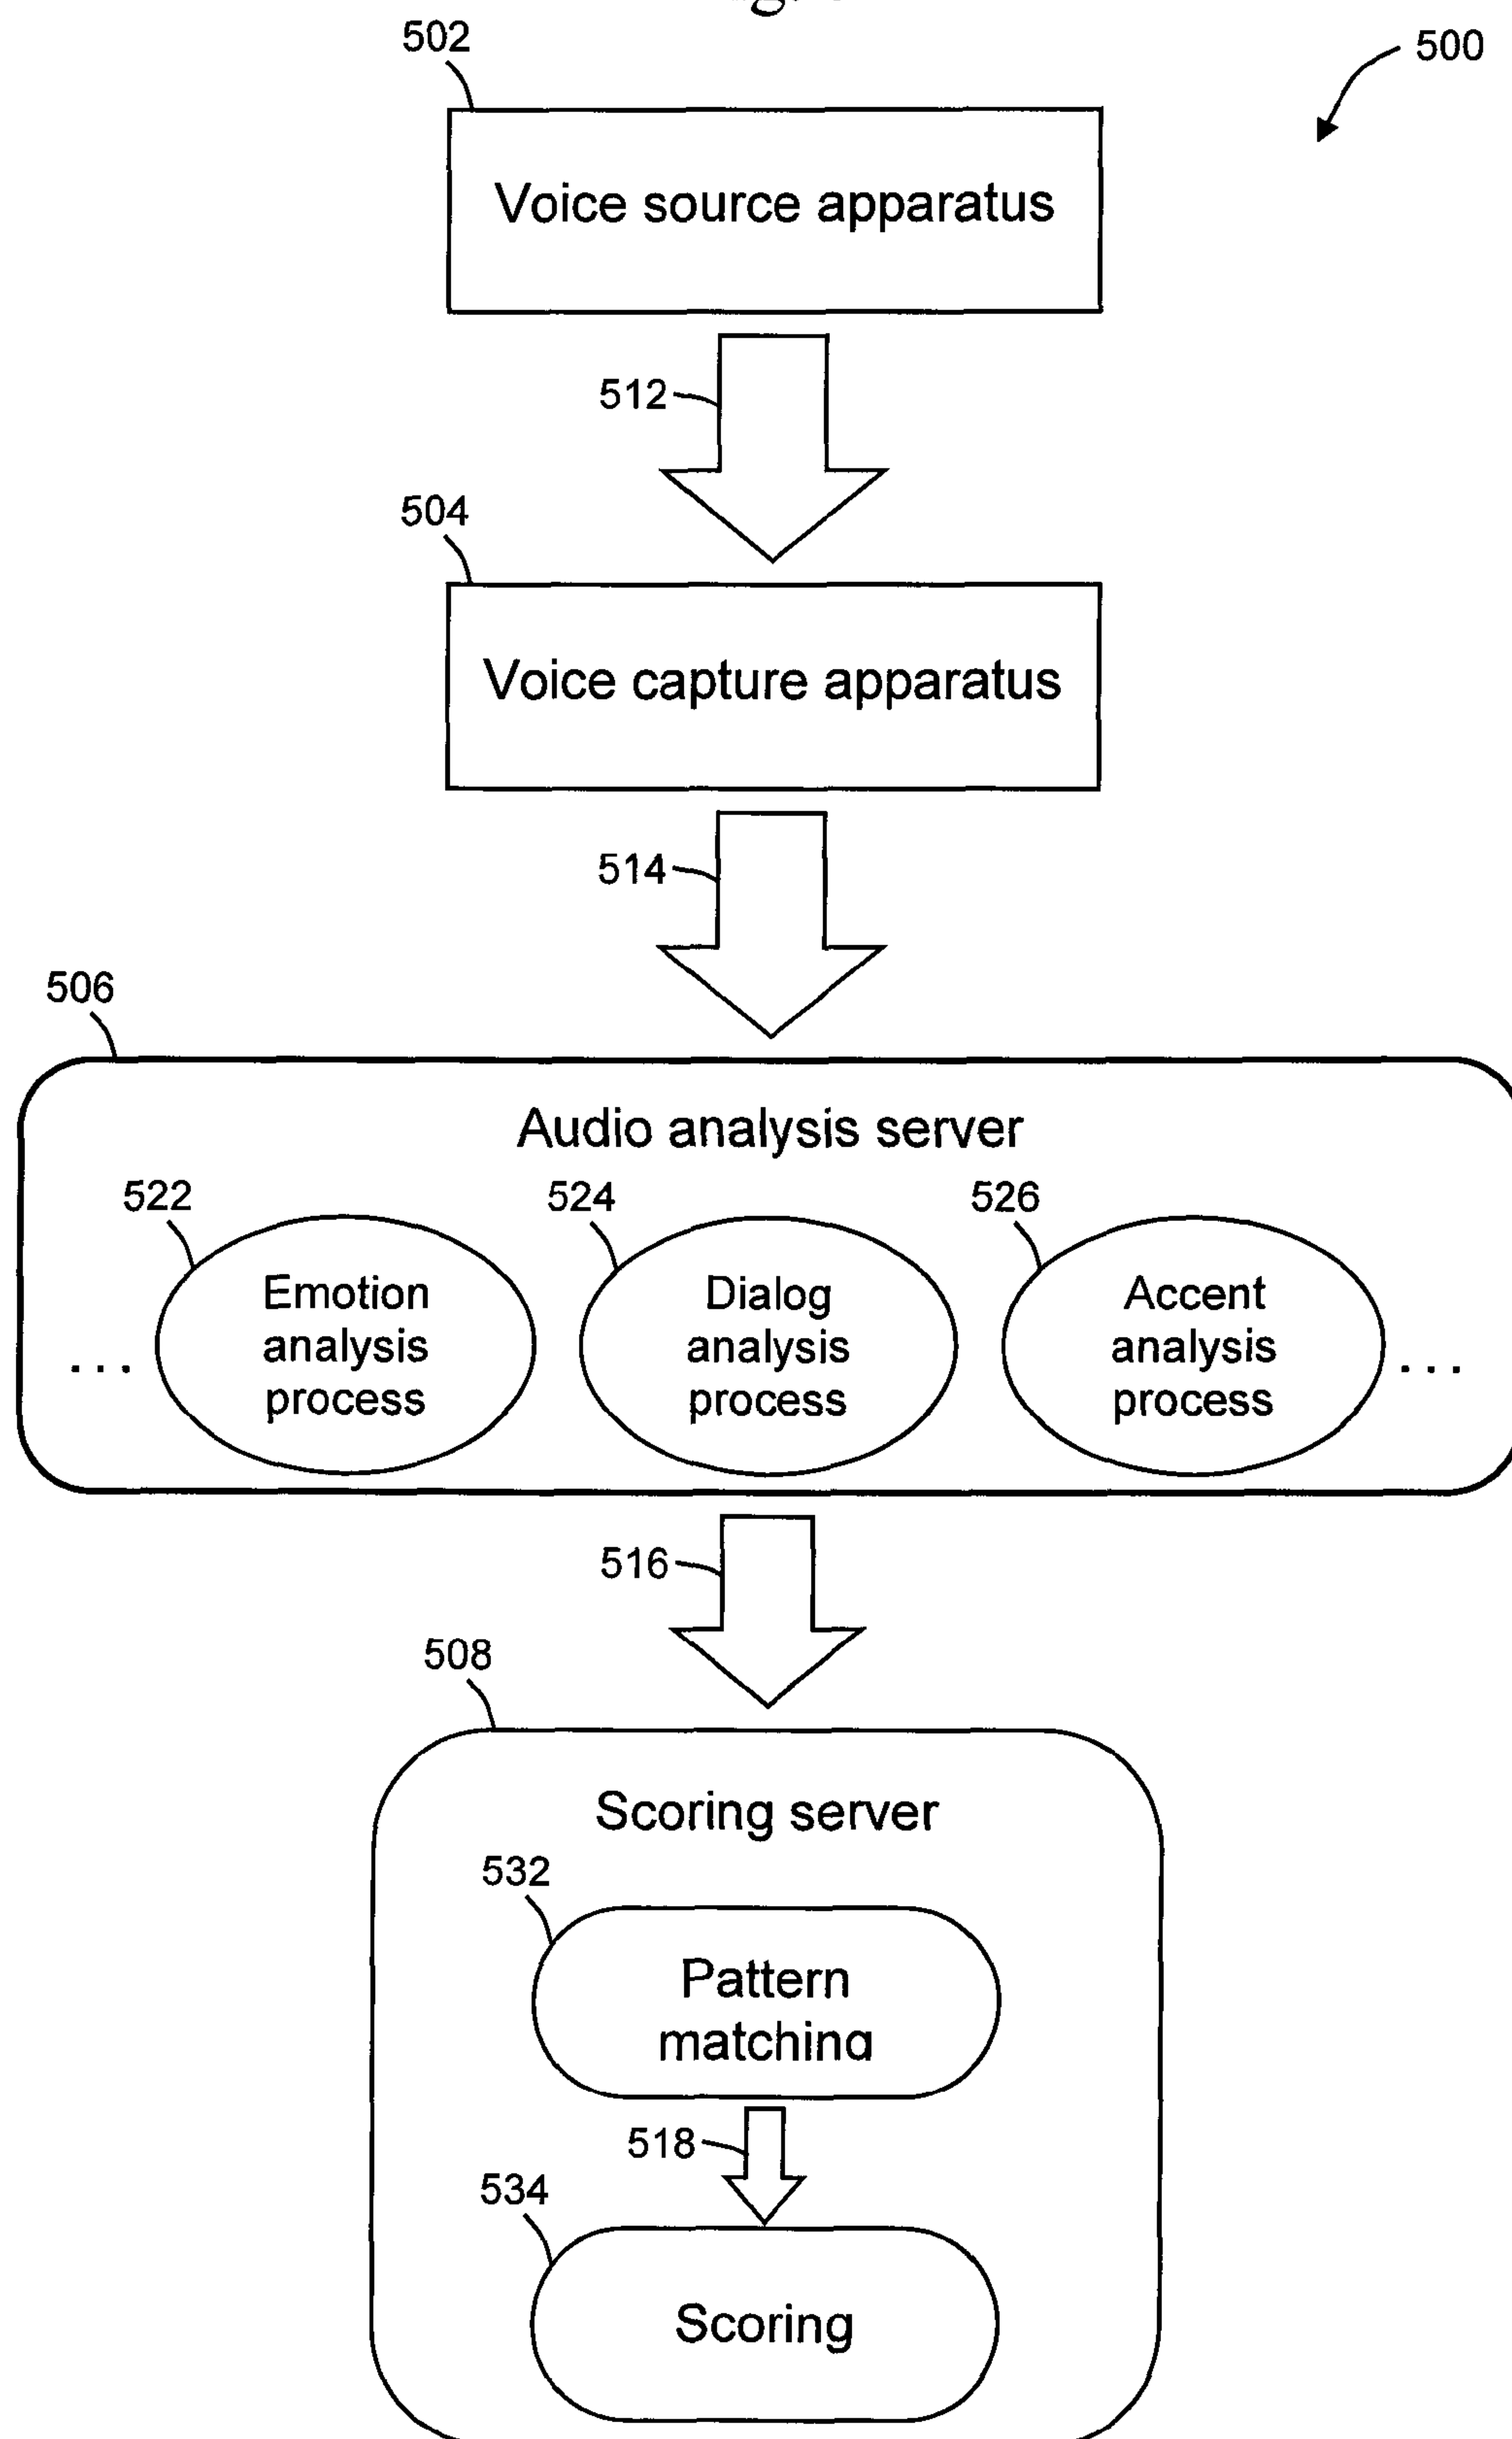 502
500
Voice source apparatus
512
504
Voice capture apparatus
514
506
Audio analysis server
522
524
526
Emotion
analysis
process
Dialog
analysis
process
Accent
analysis
process
...
...
516
508
Scoring server
532
Pattern
matching
518
534
Scoring